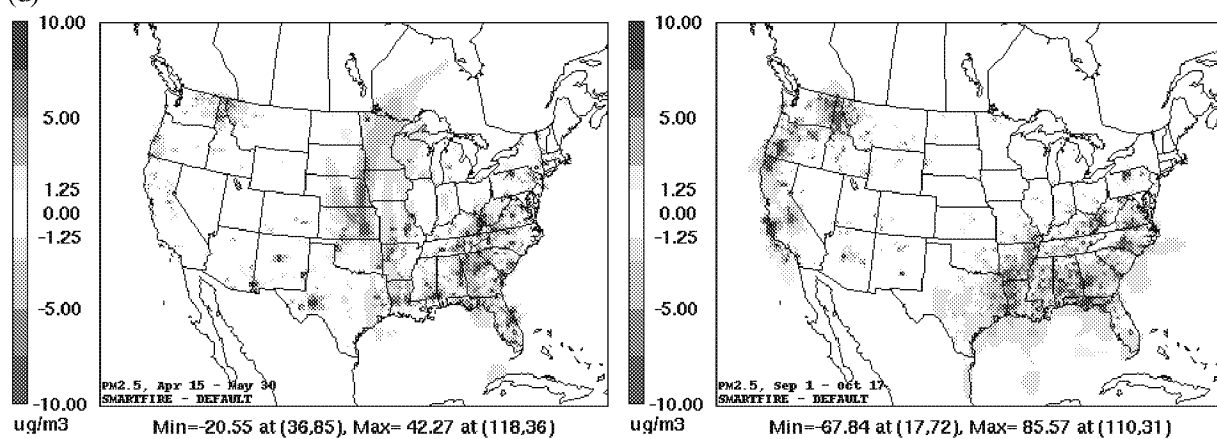 (d)
10.00
5.00
1.25
0.00
-1.25
-5.00
-10.00
ug/m3
PM2.5, Apr 15 - May 30
SMARTFIRE - DEFAULT
Min=-20.55 at (36,85), Max= 42.27 at (118,36)
10.00
5.00
1.25
0.00
-1.25
-5.00
-10.00
ug/m3
PM2.5, Sep 1 - Oct 17
SMARTFIRE - DEFAULT
Min=-67.84 at (17,72), Max= 85.57 at (110,31)